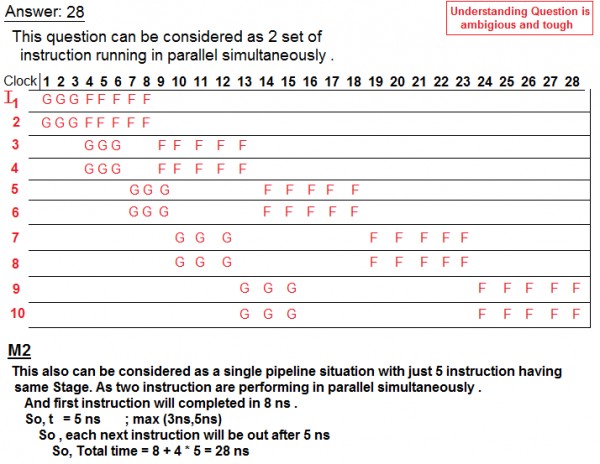 Answer: 28
Understanding Question is
ambigious and tough
This question can be considered as 2 set of
instruction running in parallel simultaneously .
Clock 1 2 3 4 5 6 7 8 9 10 11 12 13 14 15 16 17 18 19 20 21 22 23 24 25 26 27 28
I1 G G G F F F F F
2 G G G F F F F F
3 G G G F F F F F
4 G G G F F F F F
5 G G G F F F F F
6 G G G F F F F F
7 G G G F F F F F
8 G G G F F F F F
9 G G G F F F F F
10 G G G F F F F F
M2
This also can be considered as a single pipeline situation with just 5 instruction having
same Stage. As two instruction are performing in parallel simultaneously .
And first instruction will completed in 8 ns .
So, t = 5 ns ; max (3ns,5ns)
So , each next instruction will be out after 5 ns
So, Total time = 8 + 4 * 5 = 28 ns